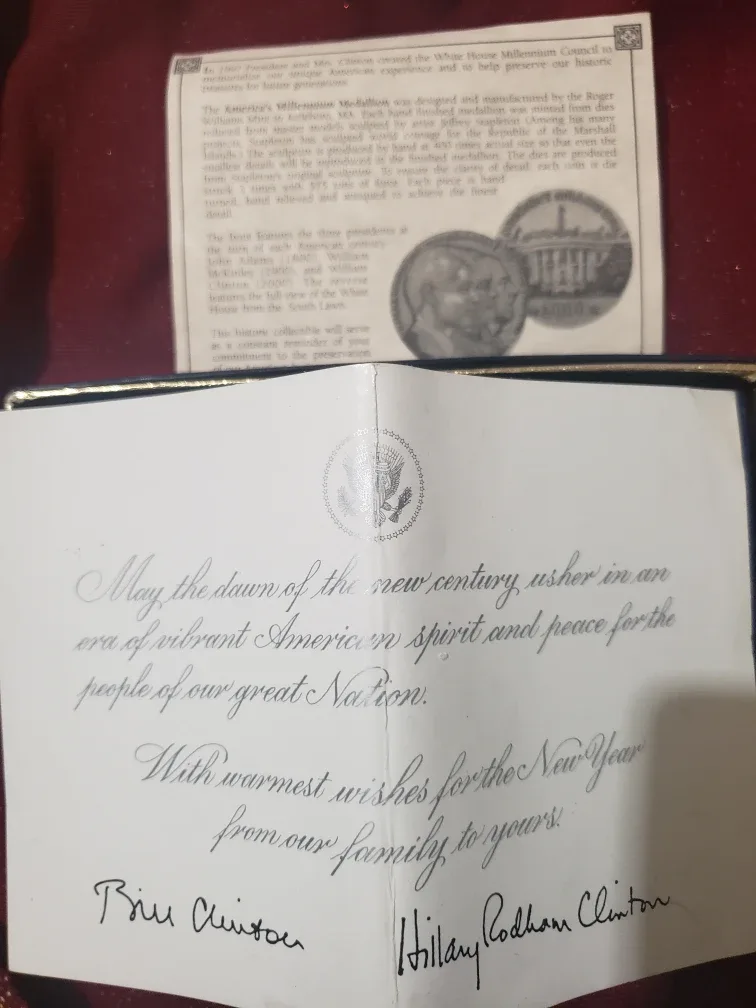 In 1997 President and Mrs. Clinton created the White House Millennium Council to
memorialize our unique American experience and to help preserve our historic
treasures for future generations.
The America's Millennium Medallion was designed and manufactured by the Roger
Williams Mint in Attleboro, MA. Each hand finished medallion was minted from dies
reduced from master models sculpted by artist Jeffrey Stapleton (Among his many
projects, Stapleton has sculpted several coinage for the Republic of the Marshall
Islands.) The sculpture is produced by hand at 400 times actual size so that even the
smallest details will be reproduced in the finished medallion. The dies are produced
from Stapleton's original sculpture. To ensure the clarity of detail, each coin is the
struck 3 times with tons of force. Each piece is hand
turned, hand relieved and antiqued to achieve the finest
detail.
The front features the three presidents at
the turn of each American century:
John Adams (1800), William
McKinley (1900), and William
Clinton (2000). The reverse
features the full view of the White
House from the South Lawn.
This historic collectible will serve
as a constant reminder of your
commitment to the preservation
of our
May the dawn of the new century usher in an
era of vibrant American spirit and peace for the
people of our great Nation.
With warmest wishes for the New Year
from our family to yours.
Bill Clinton
Hillary Rodham Clinton